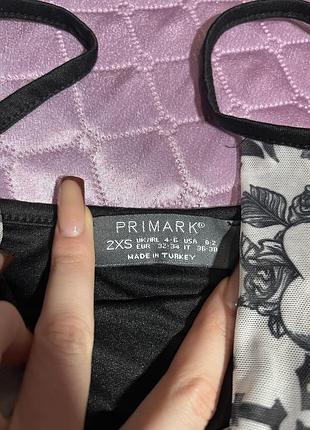 PRIMARK®
2XS UK/IRL 4-6 USA 0-2
EUR 32-34 IT 36-38
MADE IN TURKEY